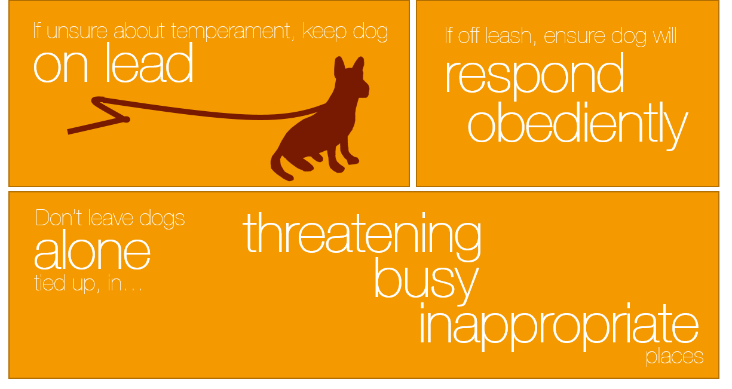 If unsure about temperament, keep dog
on lead
If off leash, ensure dog will
respond
obediently
Don't leave dogs
alone
tied up, in...
threatening
busy
inappropriate
places